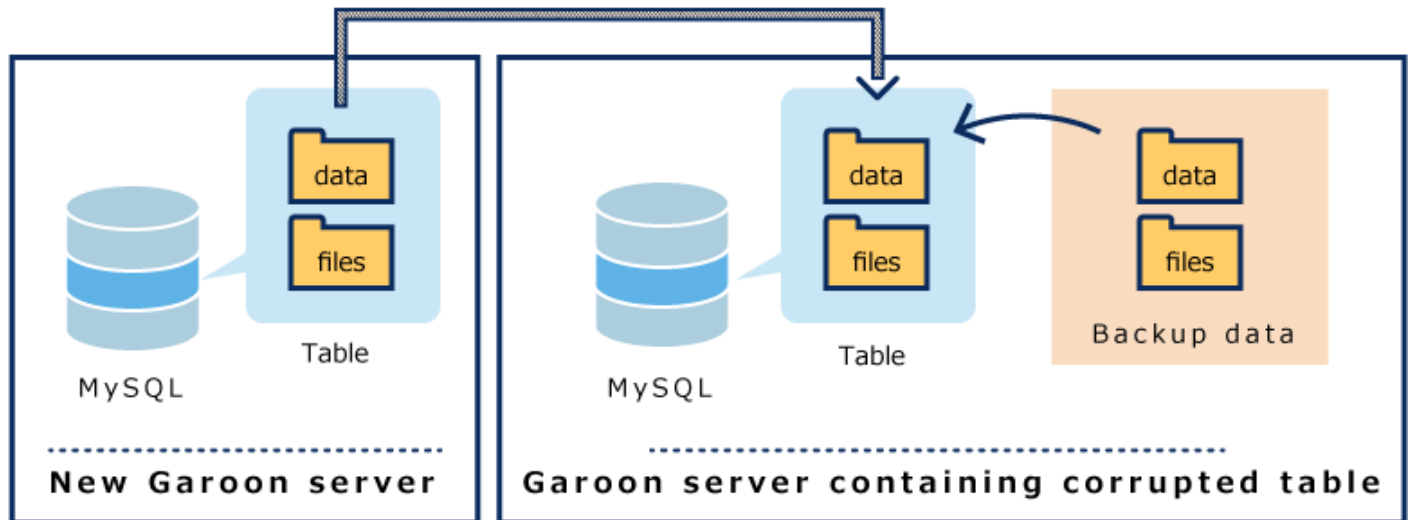 data
files
Table
MySQL
New Garoon server
data
files
Table
MySQL
data
files
Backup data
Garoon server containing corrupted table